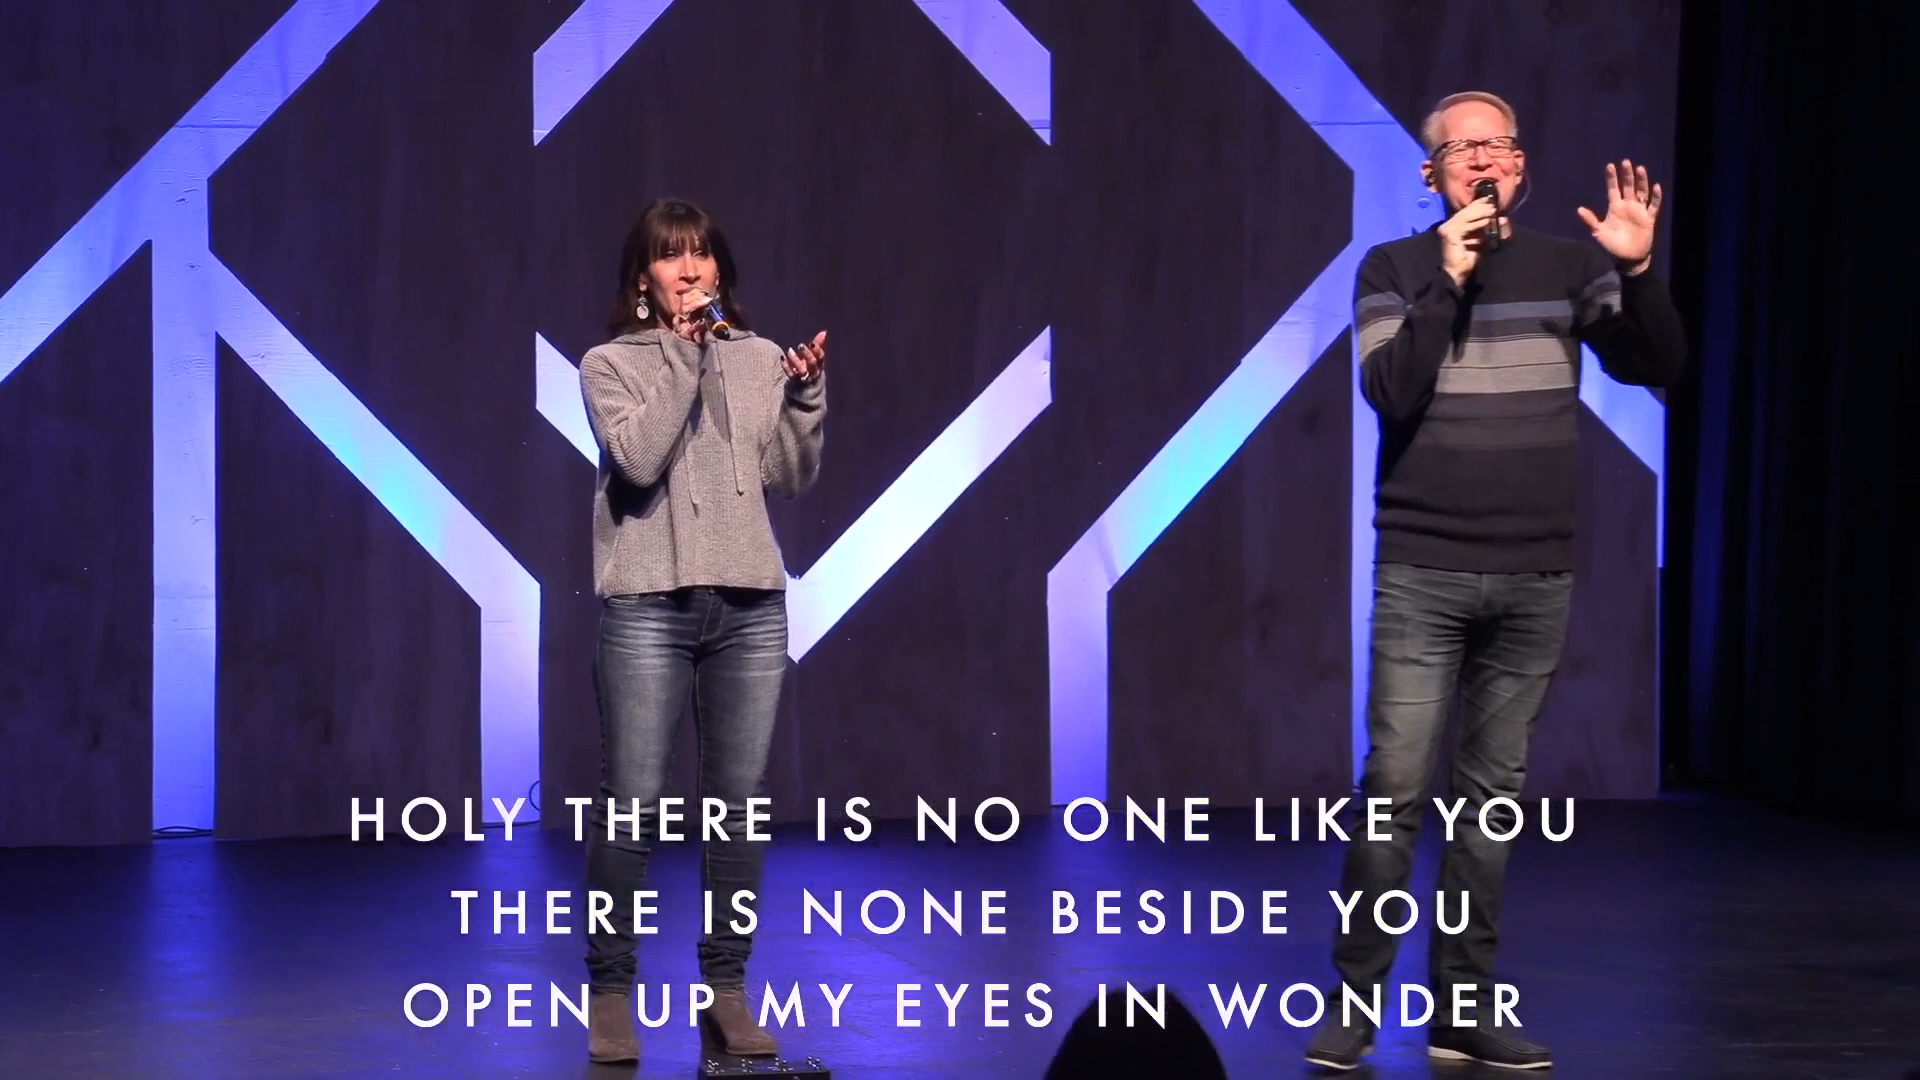 HOLY THERE IS NO ONE LIKE YOU
THERE IS NONE BESIDE YOU
OPEN UP MY EYES IN WONDER